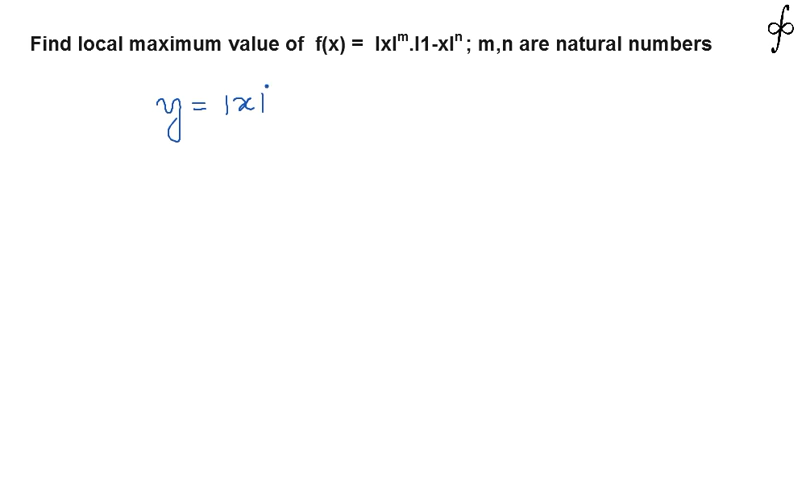 Find local maximum value of f(x) = |x|ᵐ.|1-x|ⁿ ; m,n are natural numbers
y = |x|